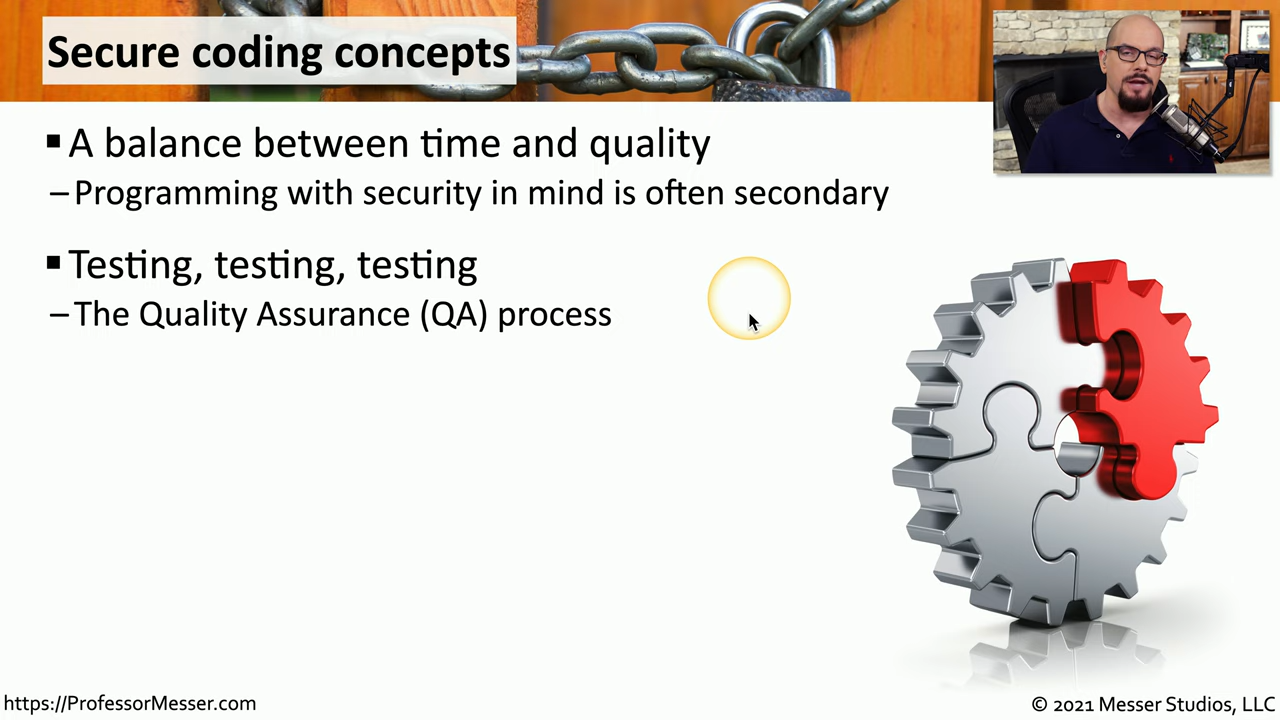 Secure coding concepts
▪ A balance between time and quality
– Programming with security in mind is often secondary
▪ Testing, testing, testing
– The Quality Assurance (QA) process
https://ProfessorMesser.com
© 2021 Messer Studios, LLC